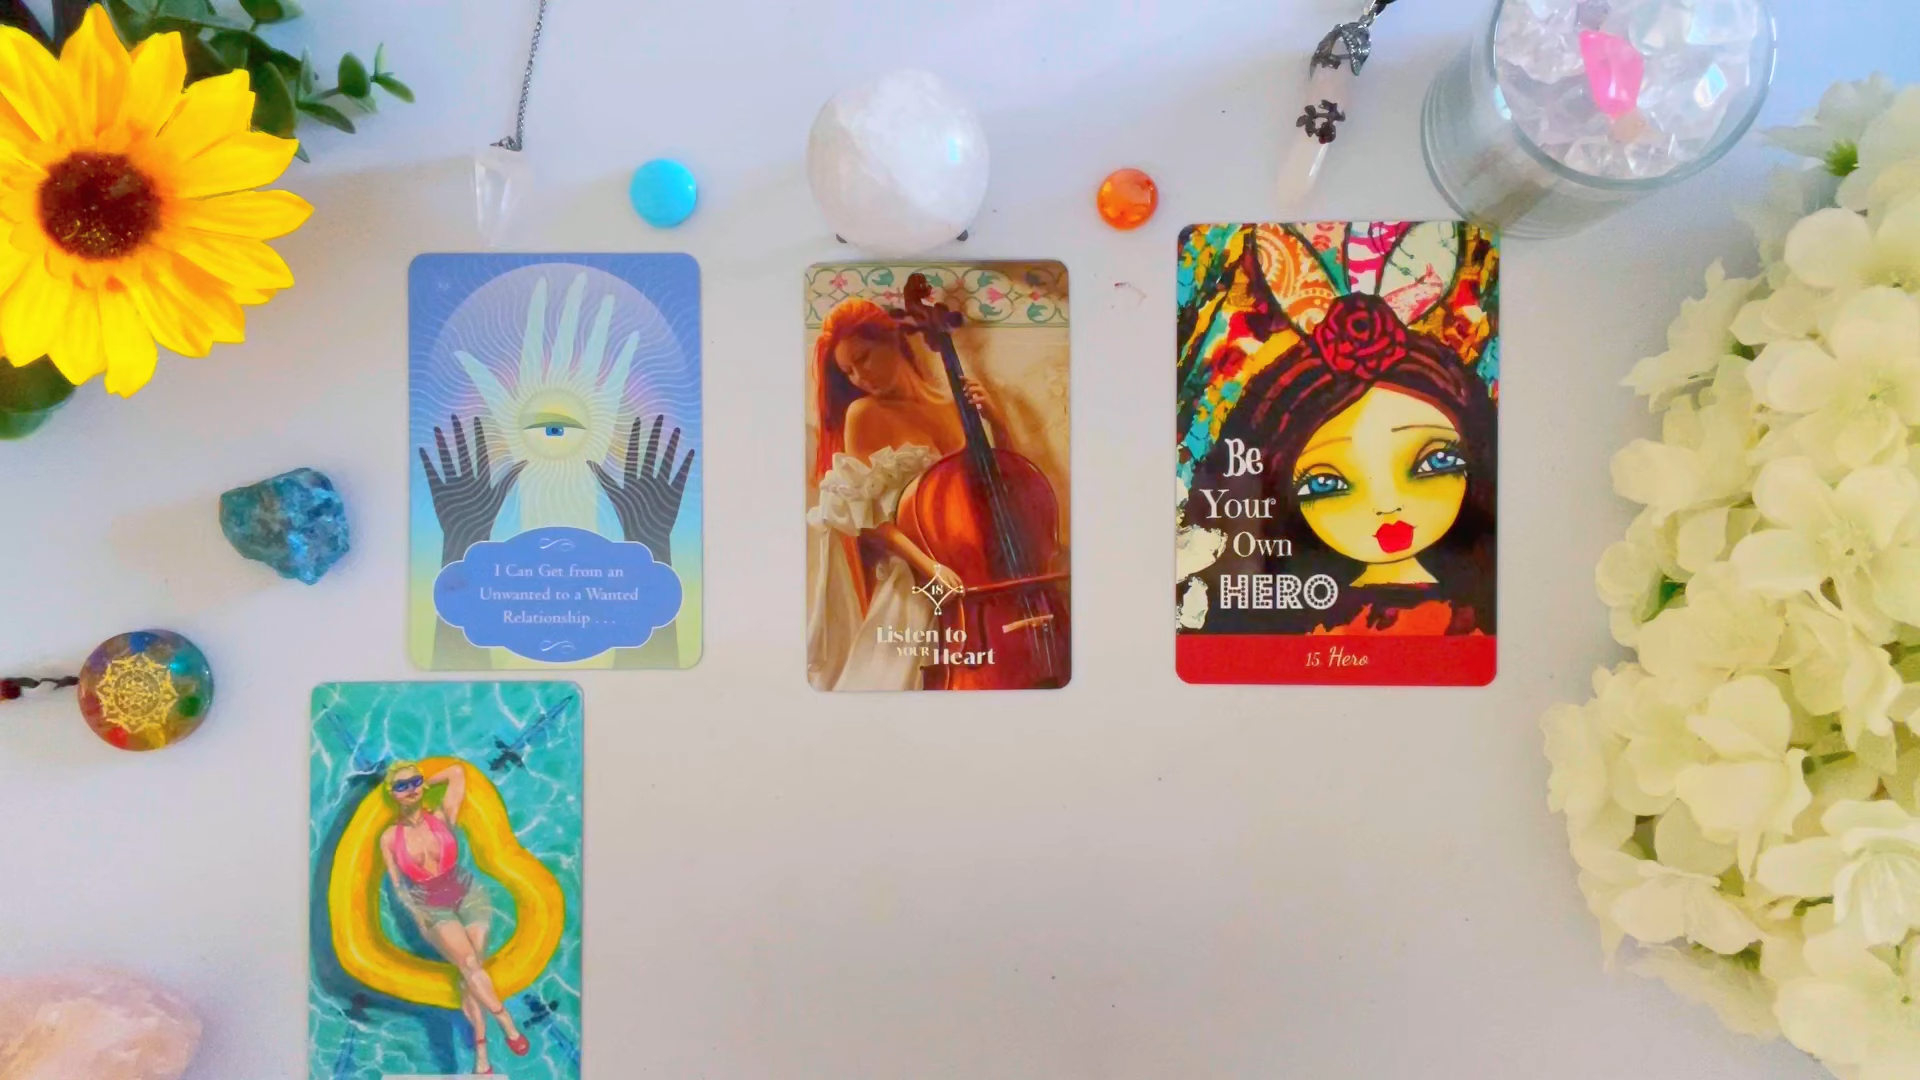 I Can Get from an
Unwanted to a Wanted
Relationship . . .
18
Listen to
YOUR Heart
Be
Your
Own
HERO
15 Hero